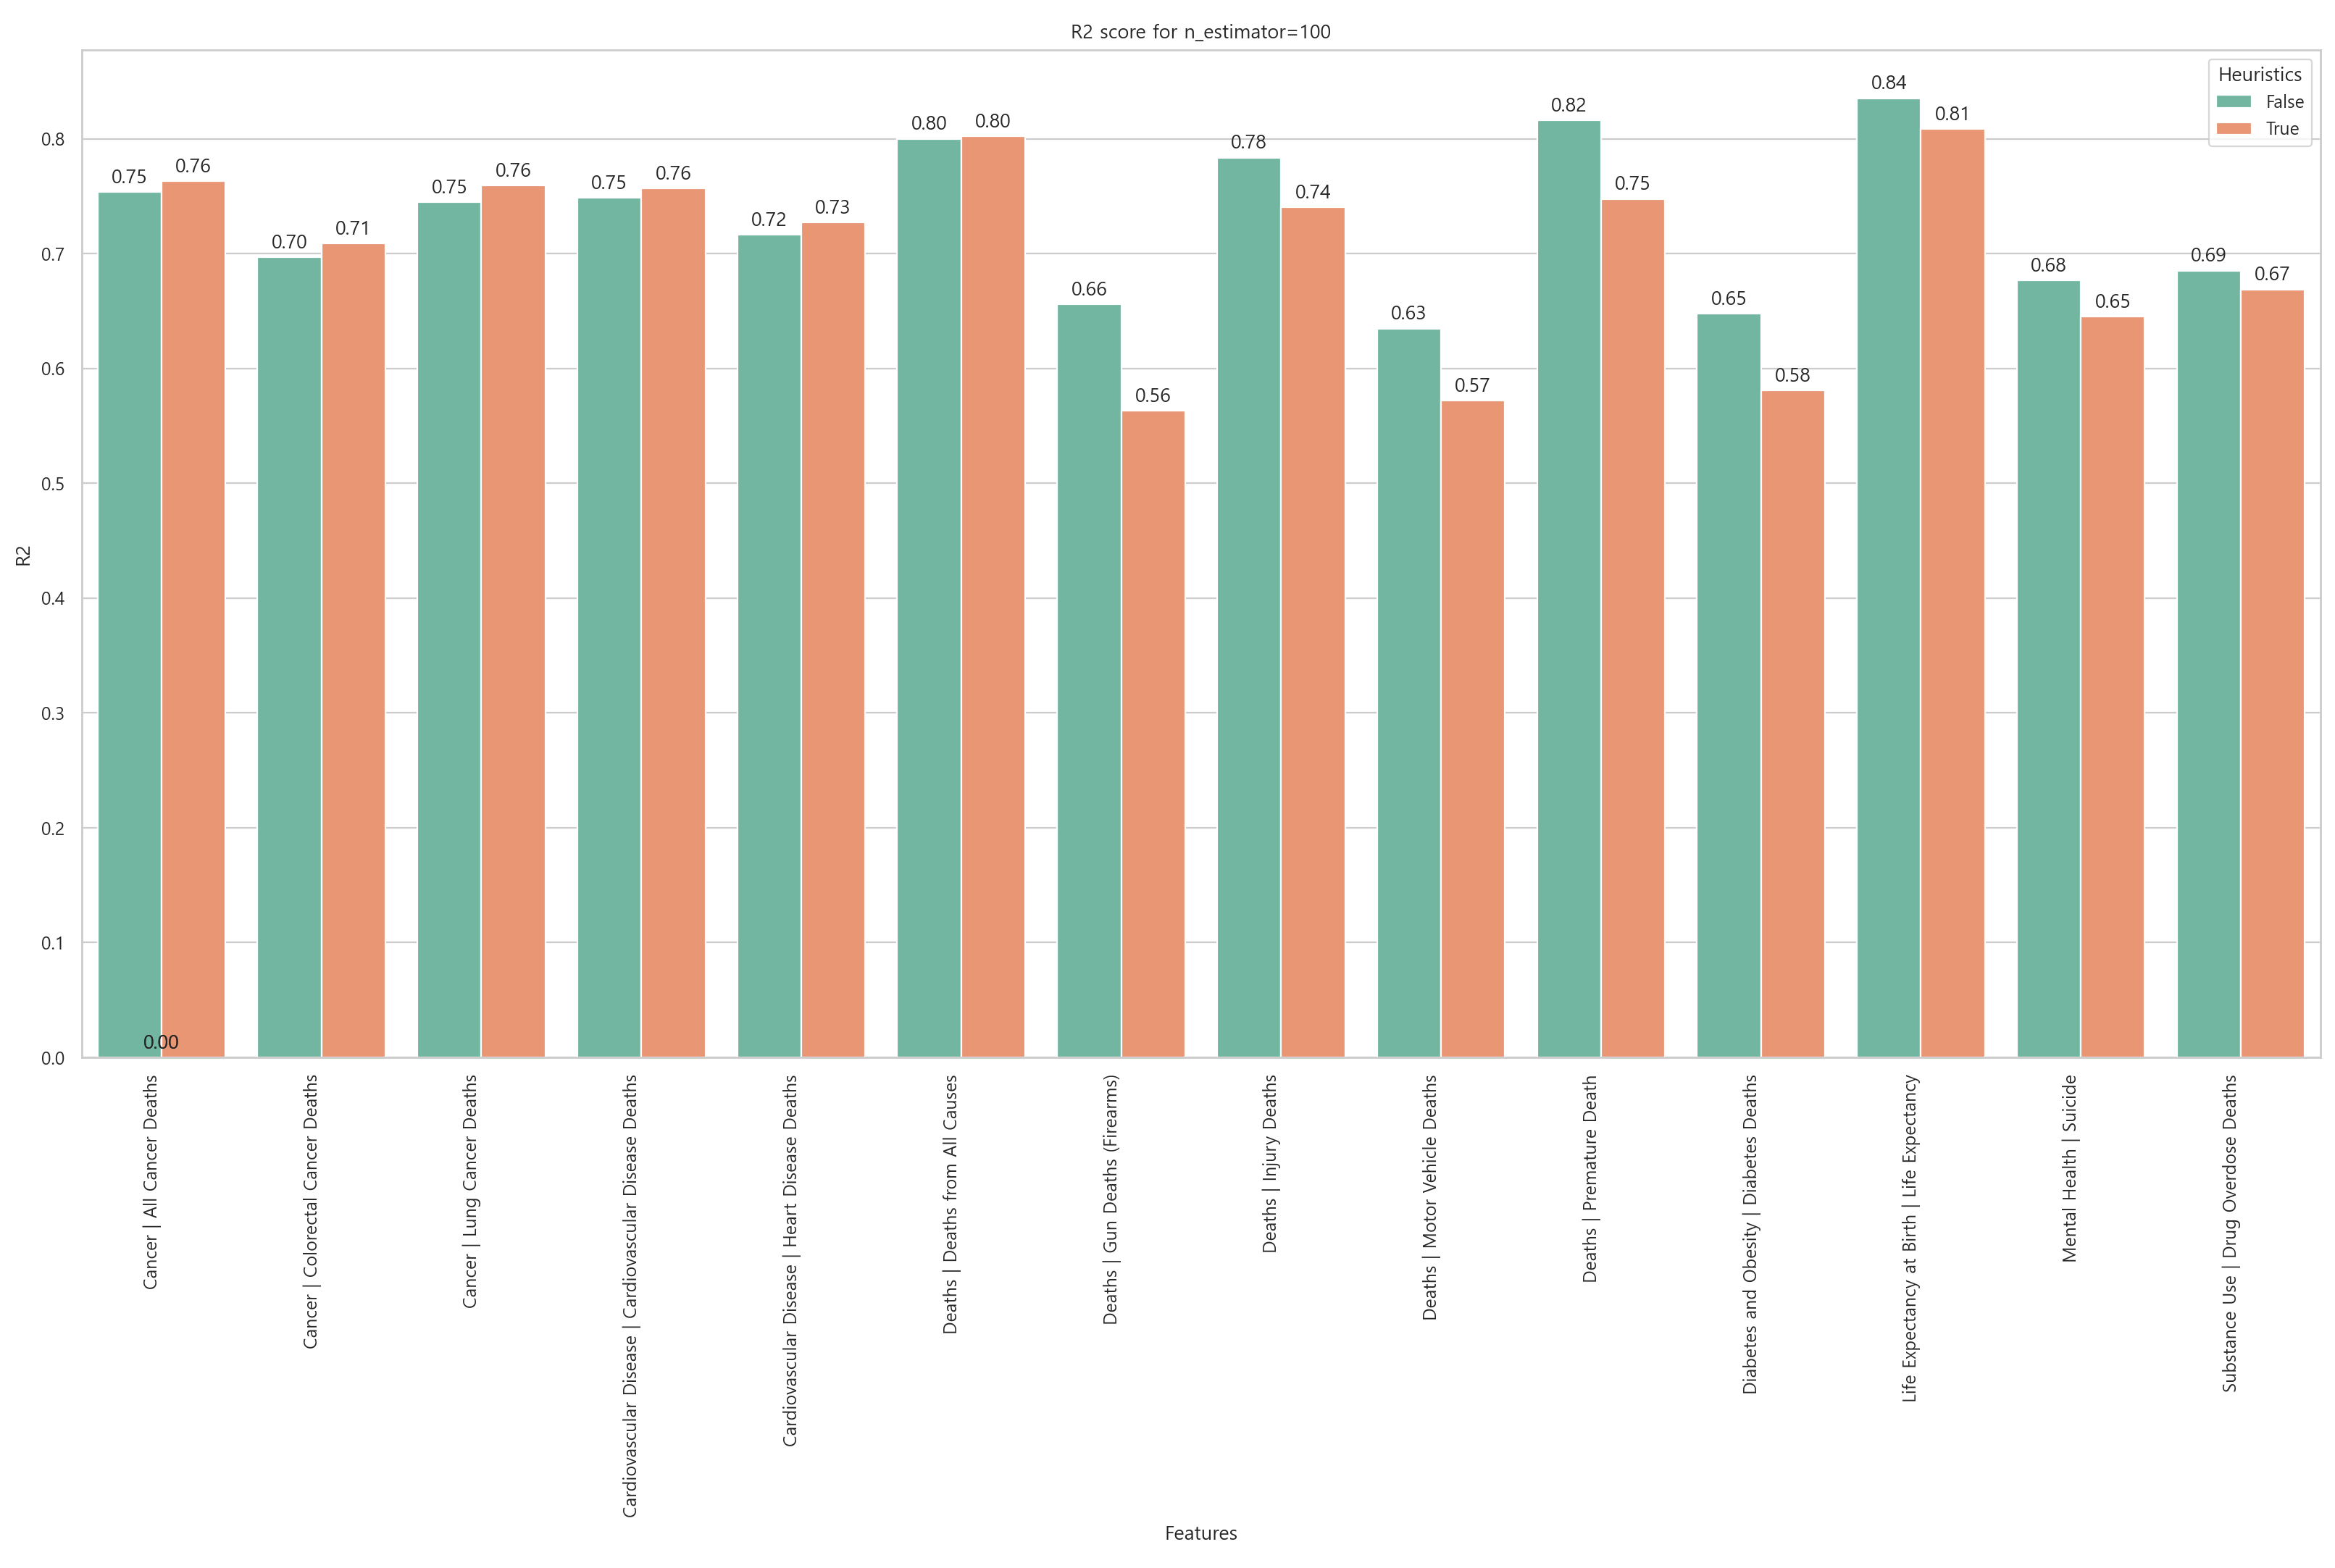 R2 score for n_estimator=100
Heuristics
False
True
R2
0.8
0.7
0.6
0.5
0.4
0.3
0.2
0.1
0.0
0.75
0.76
0.70
0.71
0.75
0.76
0.75
0.76
0.72
0.73
0.80
0.80
0.66
0.56
0.78
0.74
0.63
0.57
0.82
0.75
0.65
0.58
0.84
0.81
0.68
0.65
0.69
0.67
0.00
Cancer | All Cancer Deaths
Cancer | Colorectal Cancer Deaths
Cancer | Lung Cancer Deaths
Cardiovascular Disease | Cardiovascular Disease Deaths
Cardiovascular Disease | Heart Disease Deaths
Deaths | Deaths from All Causes
Deaths | Gun Deaths (Firearms)
Deaths | Injury Deaths
Deaths | Motor Vehicle Deaths
Deaths | Premature Death
Diabetes and Obesity | Diabetes Deaths
Life Expectancy at Birth | Life Expectancy
Mental Health | Suicide
Substance Use | Drug Overdose Deaths
Features